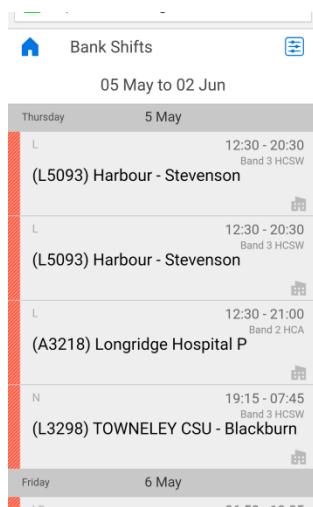 Bank Shifts
05 May to 02 Jun
Thursday 5 May
L 12:30 - 20:30
Band 3 HCSW
(L5093) Harbour - Stevenson
L 12:30 - 20:30
Band 3 HCSW
(L5093) Harbour - Stevenson
L 12:30 - 21:00
Band 2 HCA
(A3218) Longridge Hospital P
N 19:15 - 07:45
Band 3 HCSW
(L3298) TOWNELEY CSU - Blackburn
Friday 6 May